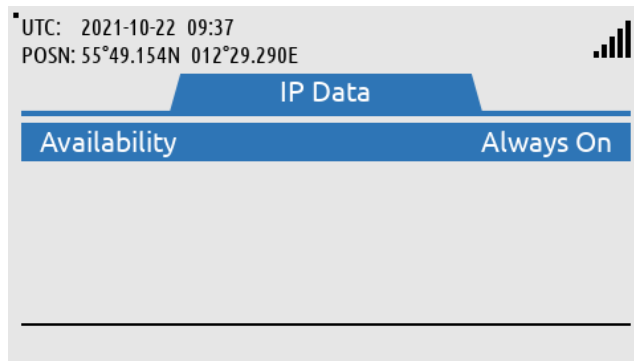 UTC: 2021-10-22 09:37
POSN: 55°49.154N 012°29.290E
IP Data
Availability Always On